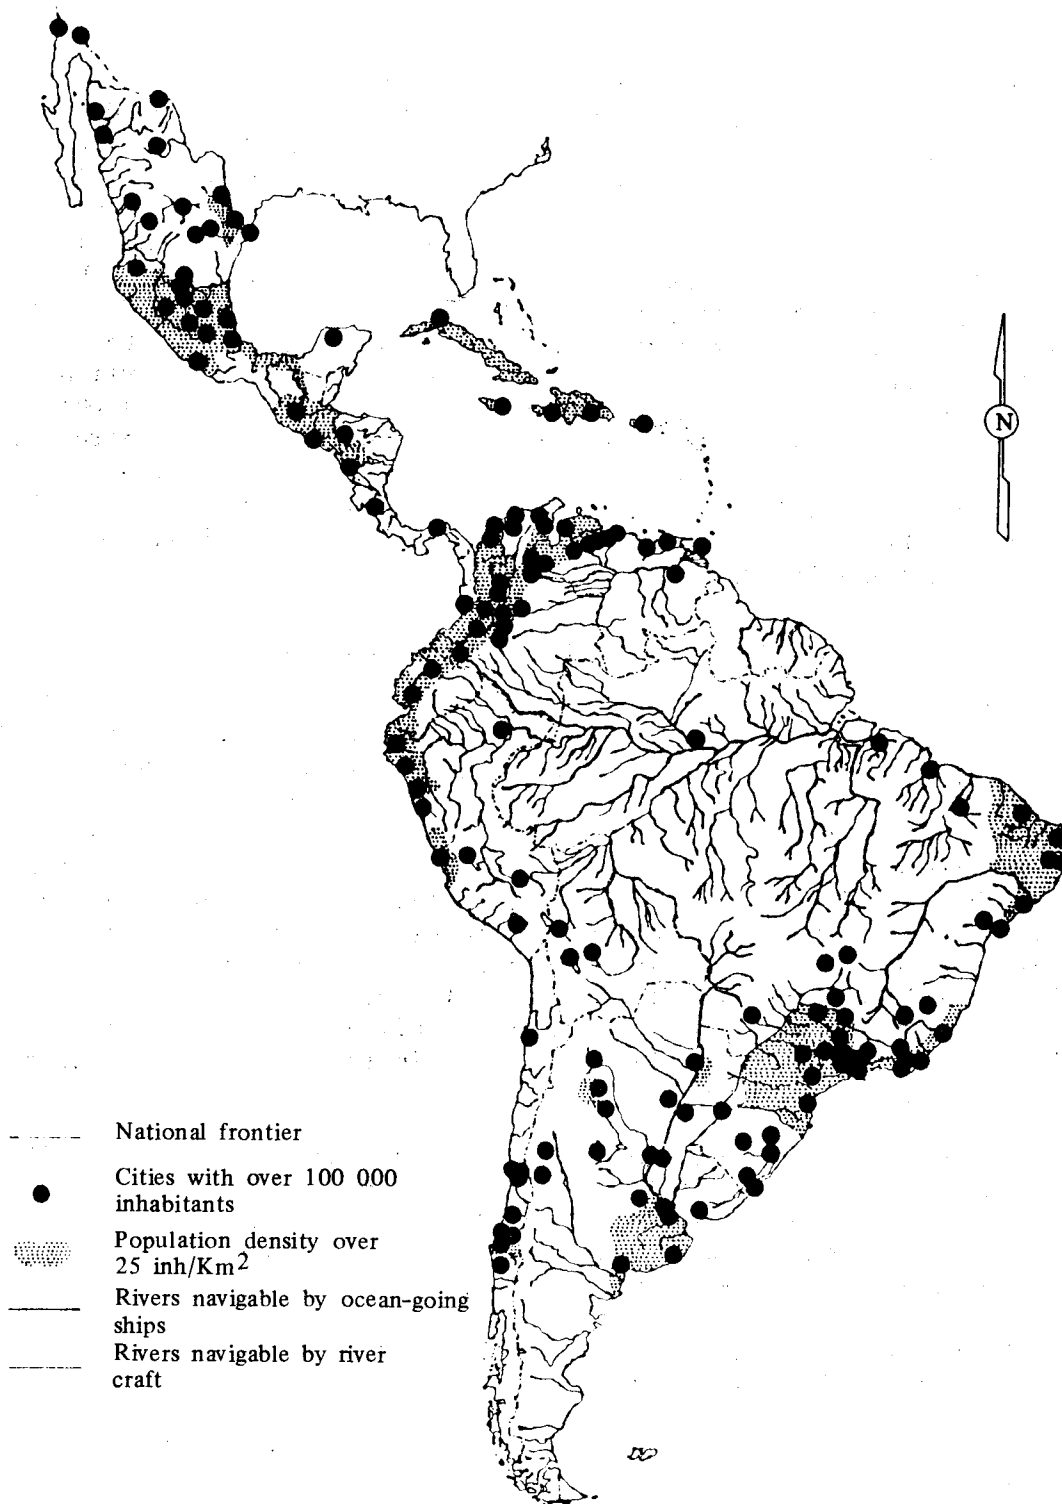 N
National frontier
Cities with over 100 000
inhabitants
Population density over
25 inh/Km2
Rivers navigable by ocean-going
ships
Rivers navigable by river
craft